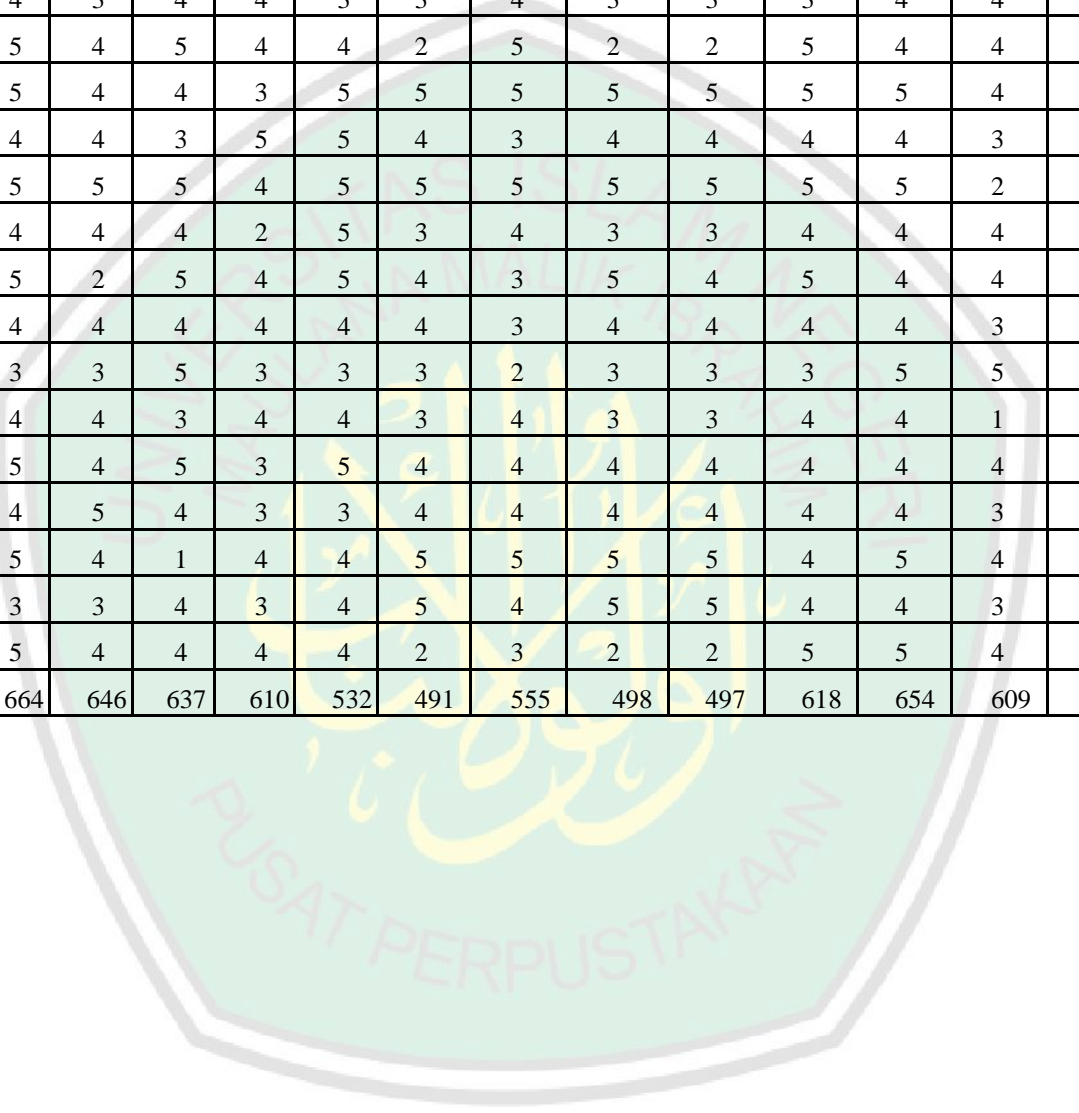 5 4 5 4 4 2 5 2 2 5 4 4
5 4 4 3 5 5 5 5 5 5 5 4
4 4 3 5 5 4 3 4 4 4 4 3
5 5 5 4 5 5 5 5 5 5 5 2
4 4 4 2 5 3 4 3 3 4 4 4
5 2 5 4 5 4 3 5 4 5 4 4
4 4 4 4 4 4 3 4 4 4 4 3
3 3 5 3 3 3 2 3 3 3 5 5
4 4 3 4 4 3 4 3 3 4 4 1
5 4 5 3 5 4 4 4 4 4 4 4
4 5 4 3 3 4 4 4 4 4 4 3
5 4 1 4 4 5 5 5 5 4 5 4
3 3 4 3 4 5 4 5 5 4 4 3
5 4 4 4 4 2 3 2 2 5 5 4
664 646 637 610 532 491 555 498 497 618 654 609
UNIVERSITAS ISLAM NEGERI
MAULANA MALIK IBRAHIM
PUSAT PERPUSTAKAAN